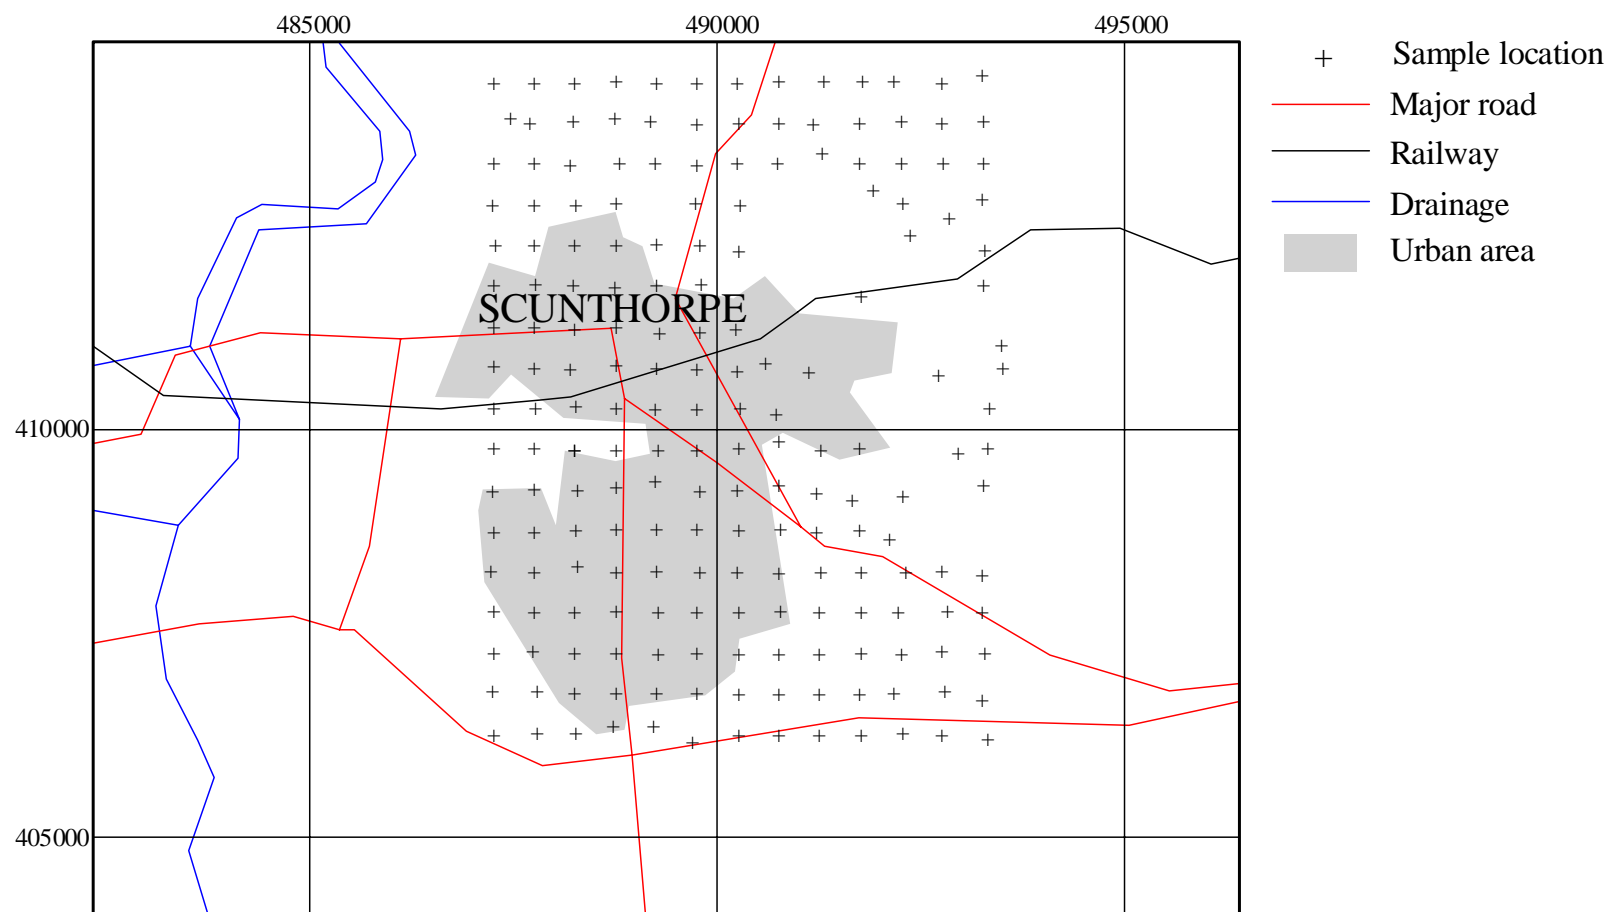 485000 490000 495000
Sample location
Major road
Railway
Drainage
Urban area
SCUNTHORPE
410000
405000